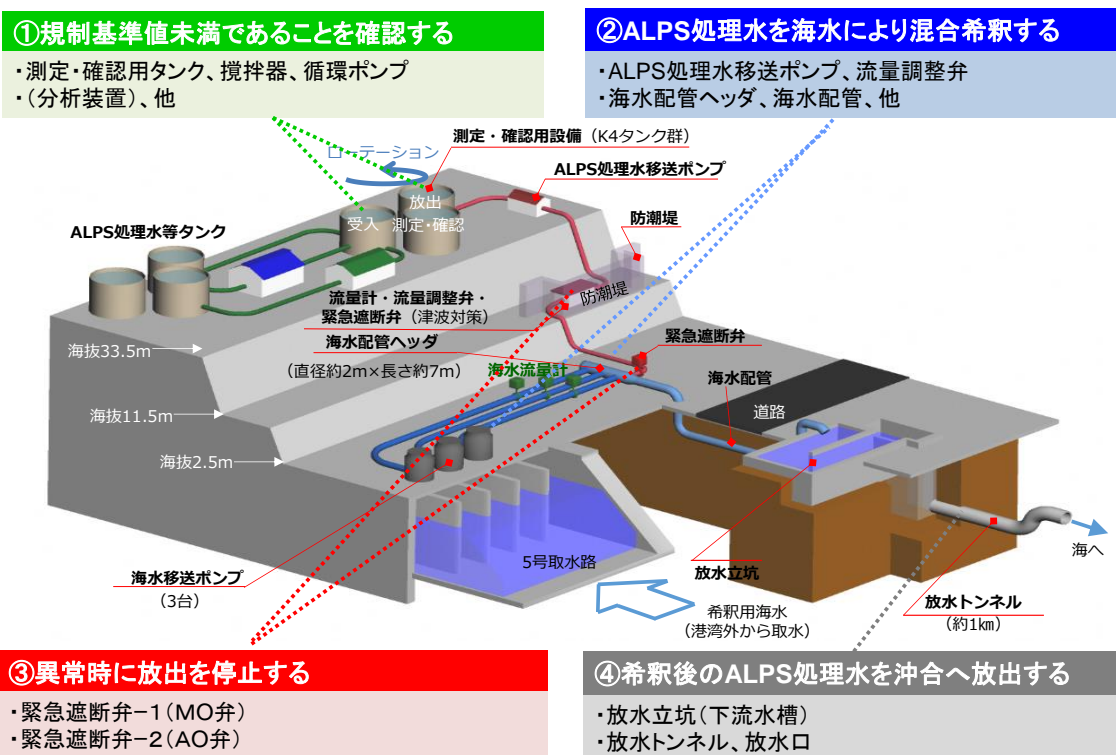 ①規制基準値未満であることを確認する
・測定・確認用タンク、撹拌器、循環ポンプ
・(分析装置)、他
②ALPS処理水を海水により混合希釈する
・ALPS処理水移送ポンプ、流量調整弁
・海水配管ヘッダ、海水配管、他
測定・確認用設備（K4タンク群）
ローテーション
ALPS処理水移送ポンプ
放出
受入
測定・確認
防潮堤
ALPS処理水等タンク
防潮堤
流量計・流量調整弁・
緊急遮断弁（津波対策）
海水配管ヘッダ
（直径約2m×長さ約7m）
海水流量計
緊急遮断弁
海水配管
道路
海抜33.5m
海抜11.5m
海抜2.5m
5号取水路
海水移送ポンプ
（3台）
放水立坑
希釈用海水
（港湾外から取水）
放水トンネル
（約1km）
海へ
③異常時に放出を停止する
・緊急遮断弁−1(MO弁)
・緊急遮断弁−2(AO弁)
④希釈後のALPS処理水を沖合へ放出する
・放水立坑(下流水槽)
・放水トンネル、放水口